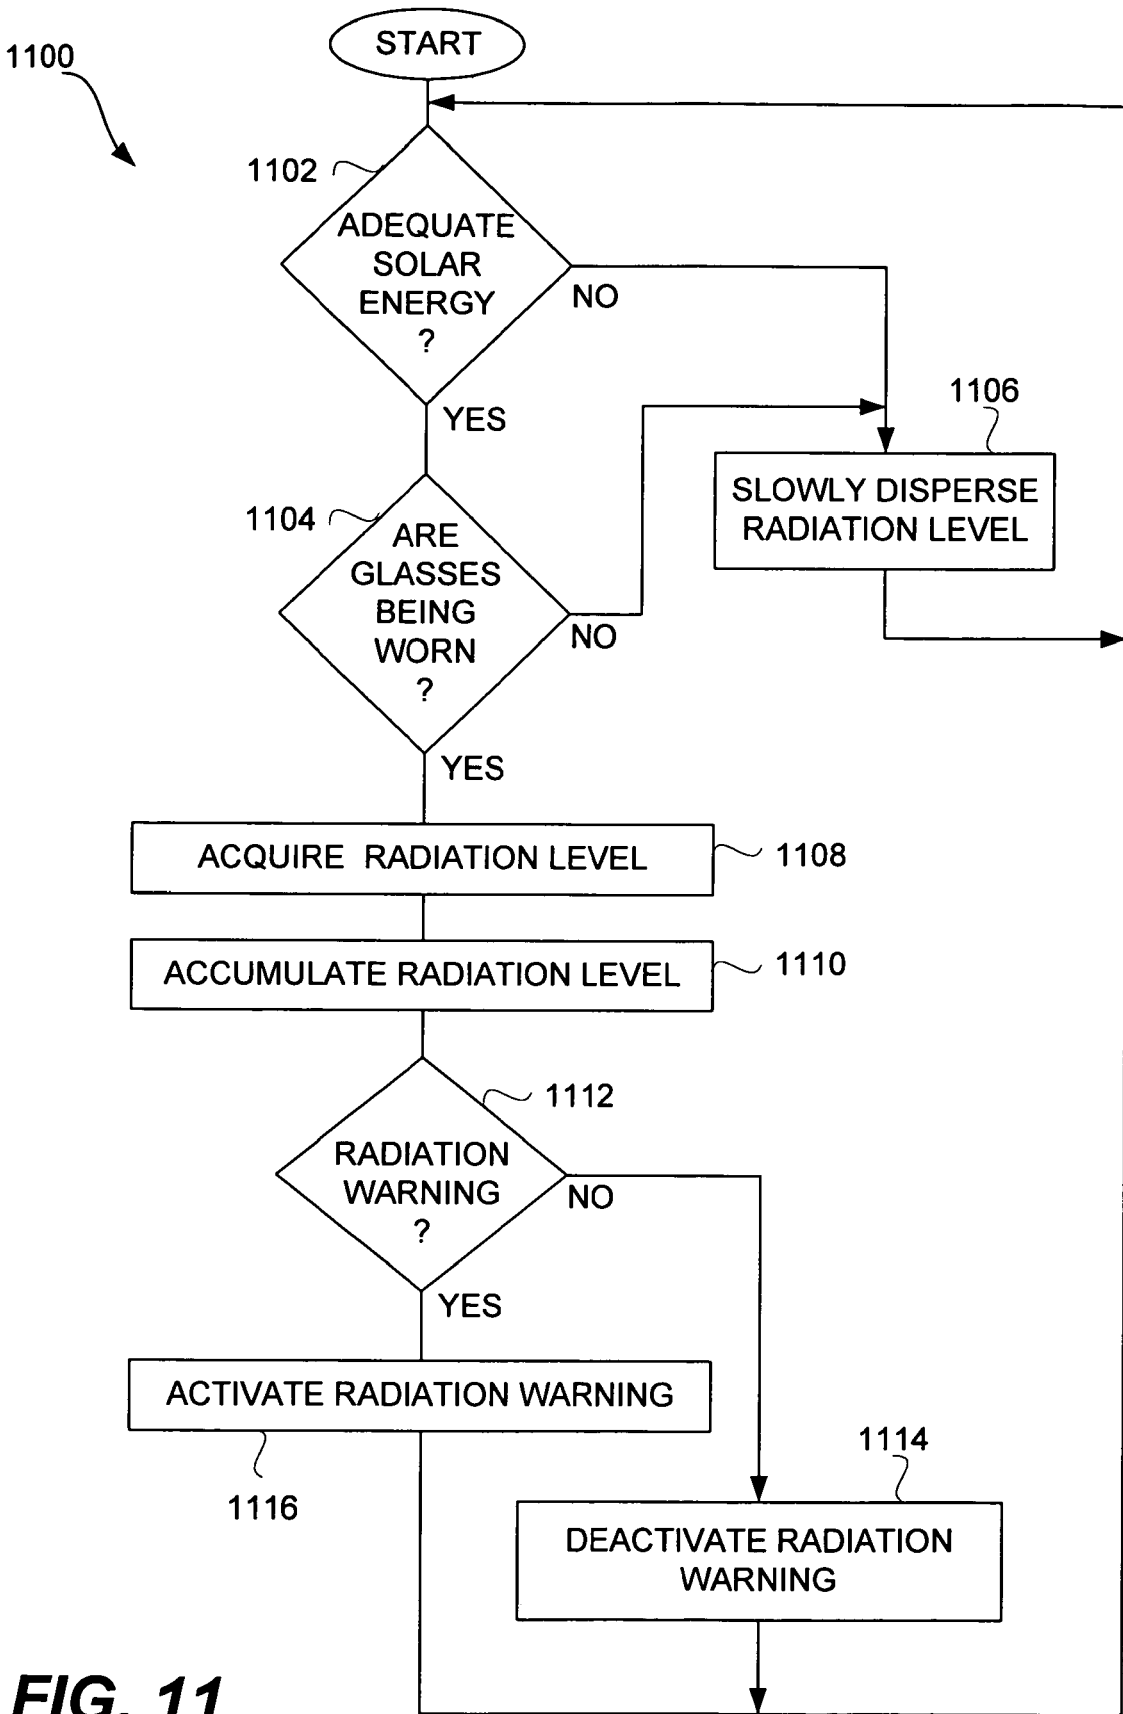 START
1100
1102
ADEQUATE
SOLAR
ENERGY
?
NO
YES
1106
SLOWLY DISPERSE
RADIATION LEVEL
1104
ARE
GLASSES
BEING
WORN
?
NO
YES
ACQUIRE RADIATION LEVEL
1108
ACCUMULATE RADIATION LEVEL
1110
1112
RADIATION
WARNING
?
NO
YES
ACTIVATE RADIATION WARNING
1116
1114
DEACTIVATE RADIATION
WARNING
FIG. 11